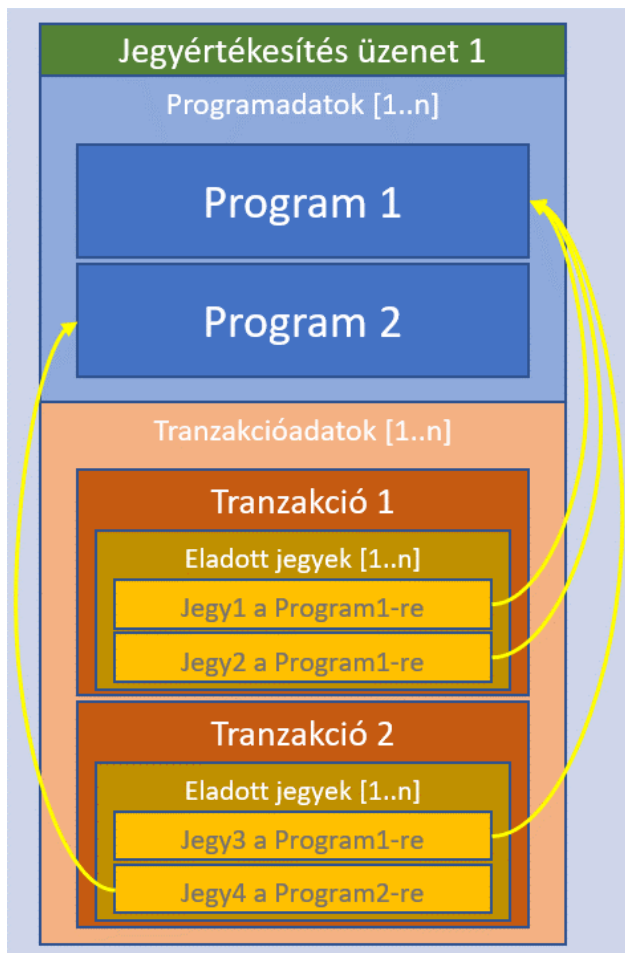 Jegyértékesítés üzenet 1
Programadatok [1..n]
Program 1
Program 2
Tranzakcióadatok [1..n]
Tranzakció 1
Eladott jegyek [1..n]
Jegy1 a Program1-re
Jegy2 a Program1-re
Tranzakció 2
Eladott jegyek [1..n]
Jegy3 a Program1-re
Jegy4 a Program2-re